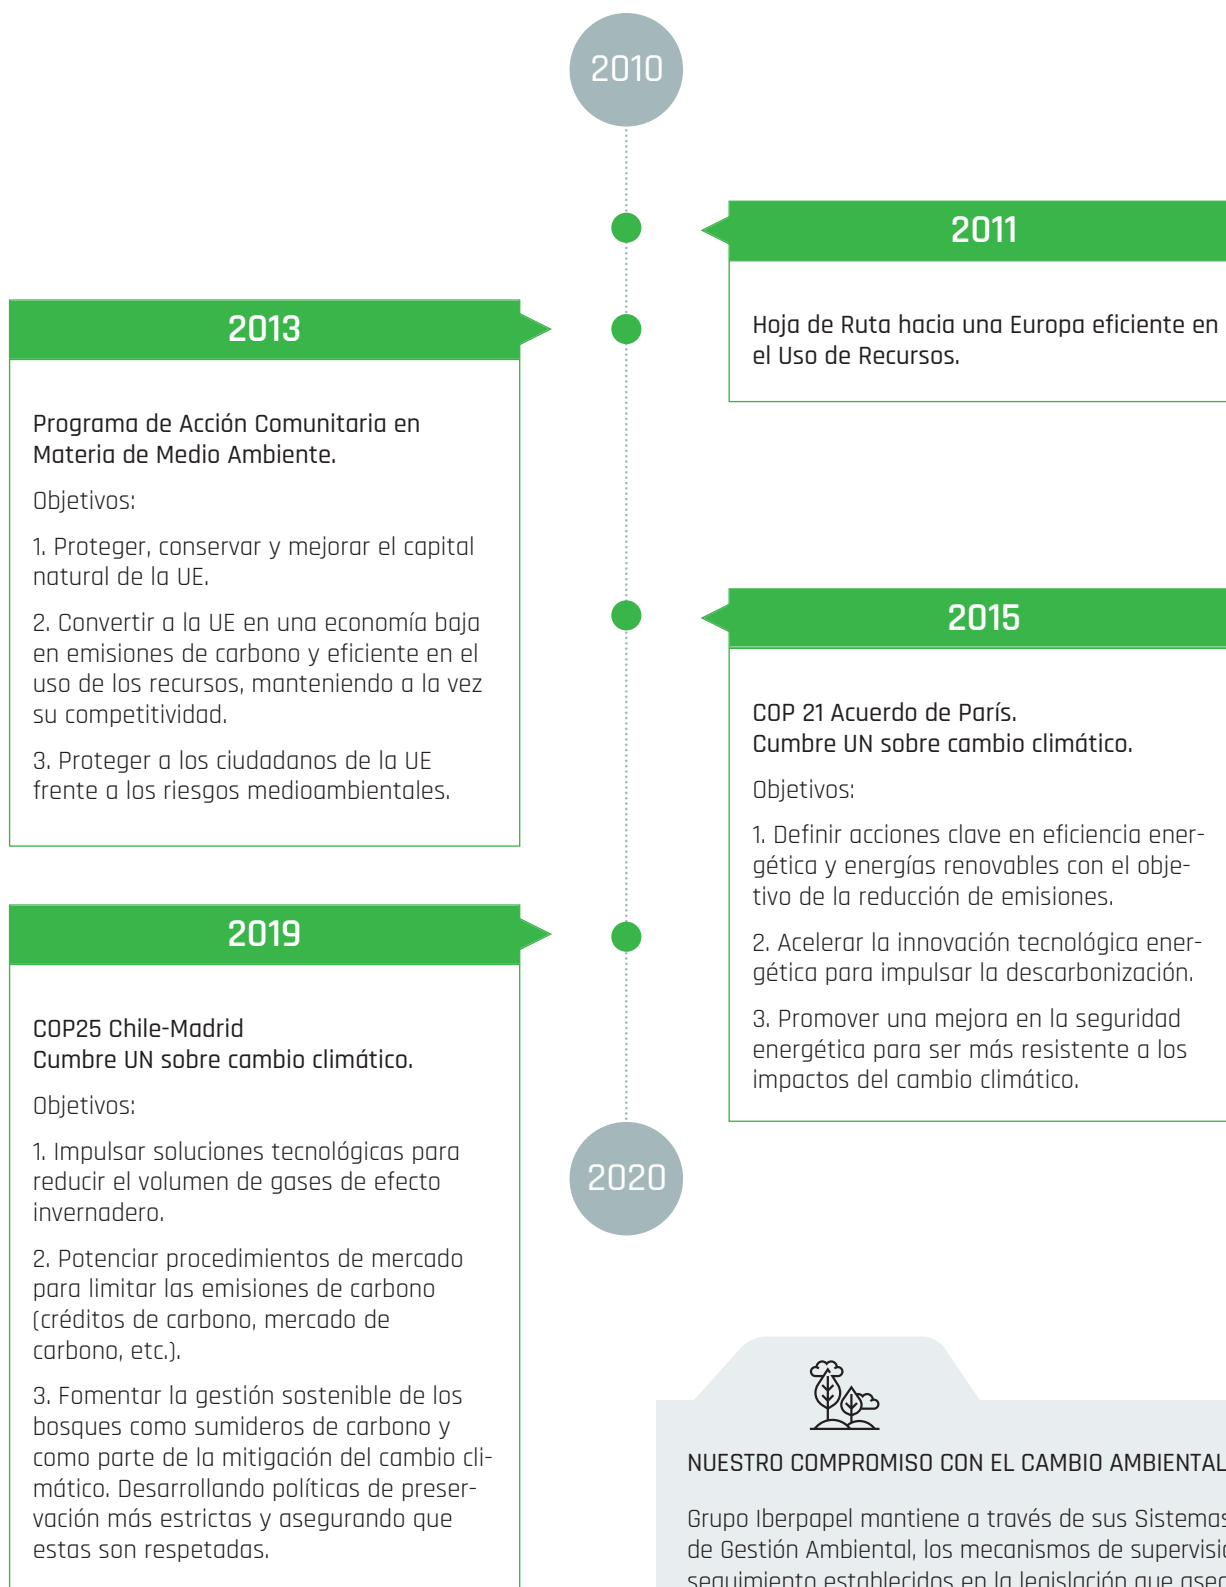 2010
2011
Hoja de Ruta hacia una Europa eficiente en
el Uso de Recursos.
2013
Programa de Acción Comunitaria en
Materia de Medio Ambiente.
Objetivos:
1. Proteger, conservar y mejorar el capital
natural de la UE.
2. Convertir a la UE en una economía baja
en emisiones de carbono y eficiente en el
uso de los recursos, manteniendo a la vez
su competitividad.
3. Proteger a los ciudadanos de la UE
frente a los riesgos medioambientales.
2015
COP 21 Acuerdo de París.
Cumbre UN sobre cambio climático.
Objetivos:
1. Definir acciones clave en eficiencia ener-
gética y energías renovables con el obje-
tivo de la reducción de emisiones.
2. Acelerar la innovación tecnológica ener-
gética para impulsar la descarbonización.
3. Promover una mejora en la seguridad
energética para ser más resistente a los
impactos del cambio climático.
2019
COP25 Chile-Madrid
Cumbre UN sobre cambio climático.
Objetivos:
1. Impulsar soluciones tecnológicas para
reducir el volumen de gases de efecto
invernadero.
2. Potenciar procedimientos de mercado
para limitar las emisiones de carbono
(créditos de carbono, mercado de
carbono, etc.).
3. Fomentar la gestión sostenible de los
bosques como sumideros de carbono y
como parte de la mitigación del cambio cli-
mático. Desarrollando políticas de preser-
vación más estrictas y asegurando que
estas son respetadas.
2020
NUESTRO COMPROMISO CON EL CAMBIO AMBIENTAL
Grupo Iberpapel mantiene a través de sus Sistemas
de Gestión Ambiental, los mecanismos de
seguimiento establecidos en la legislación que